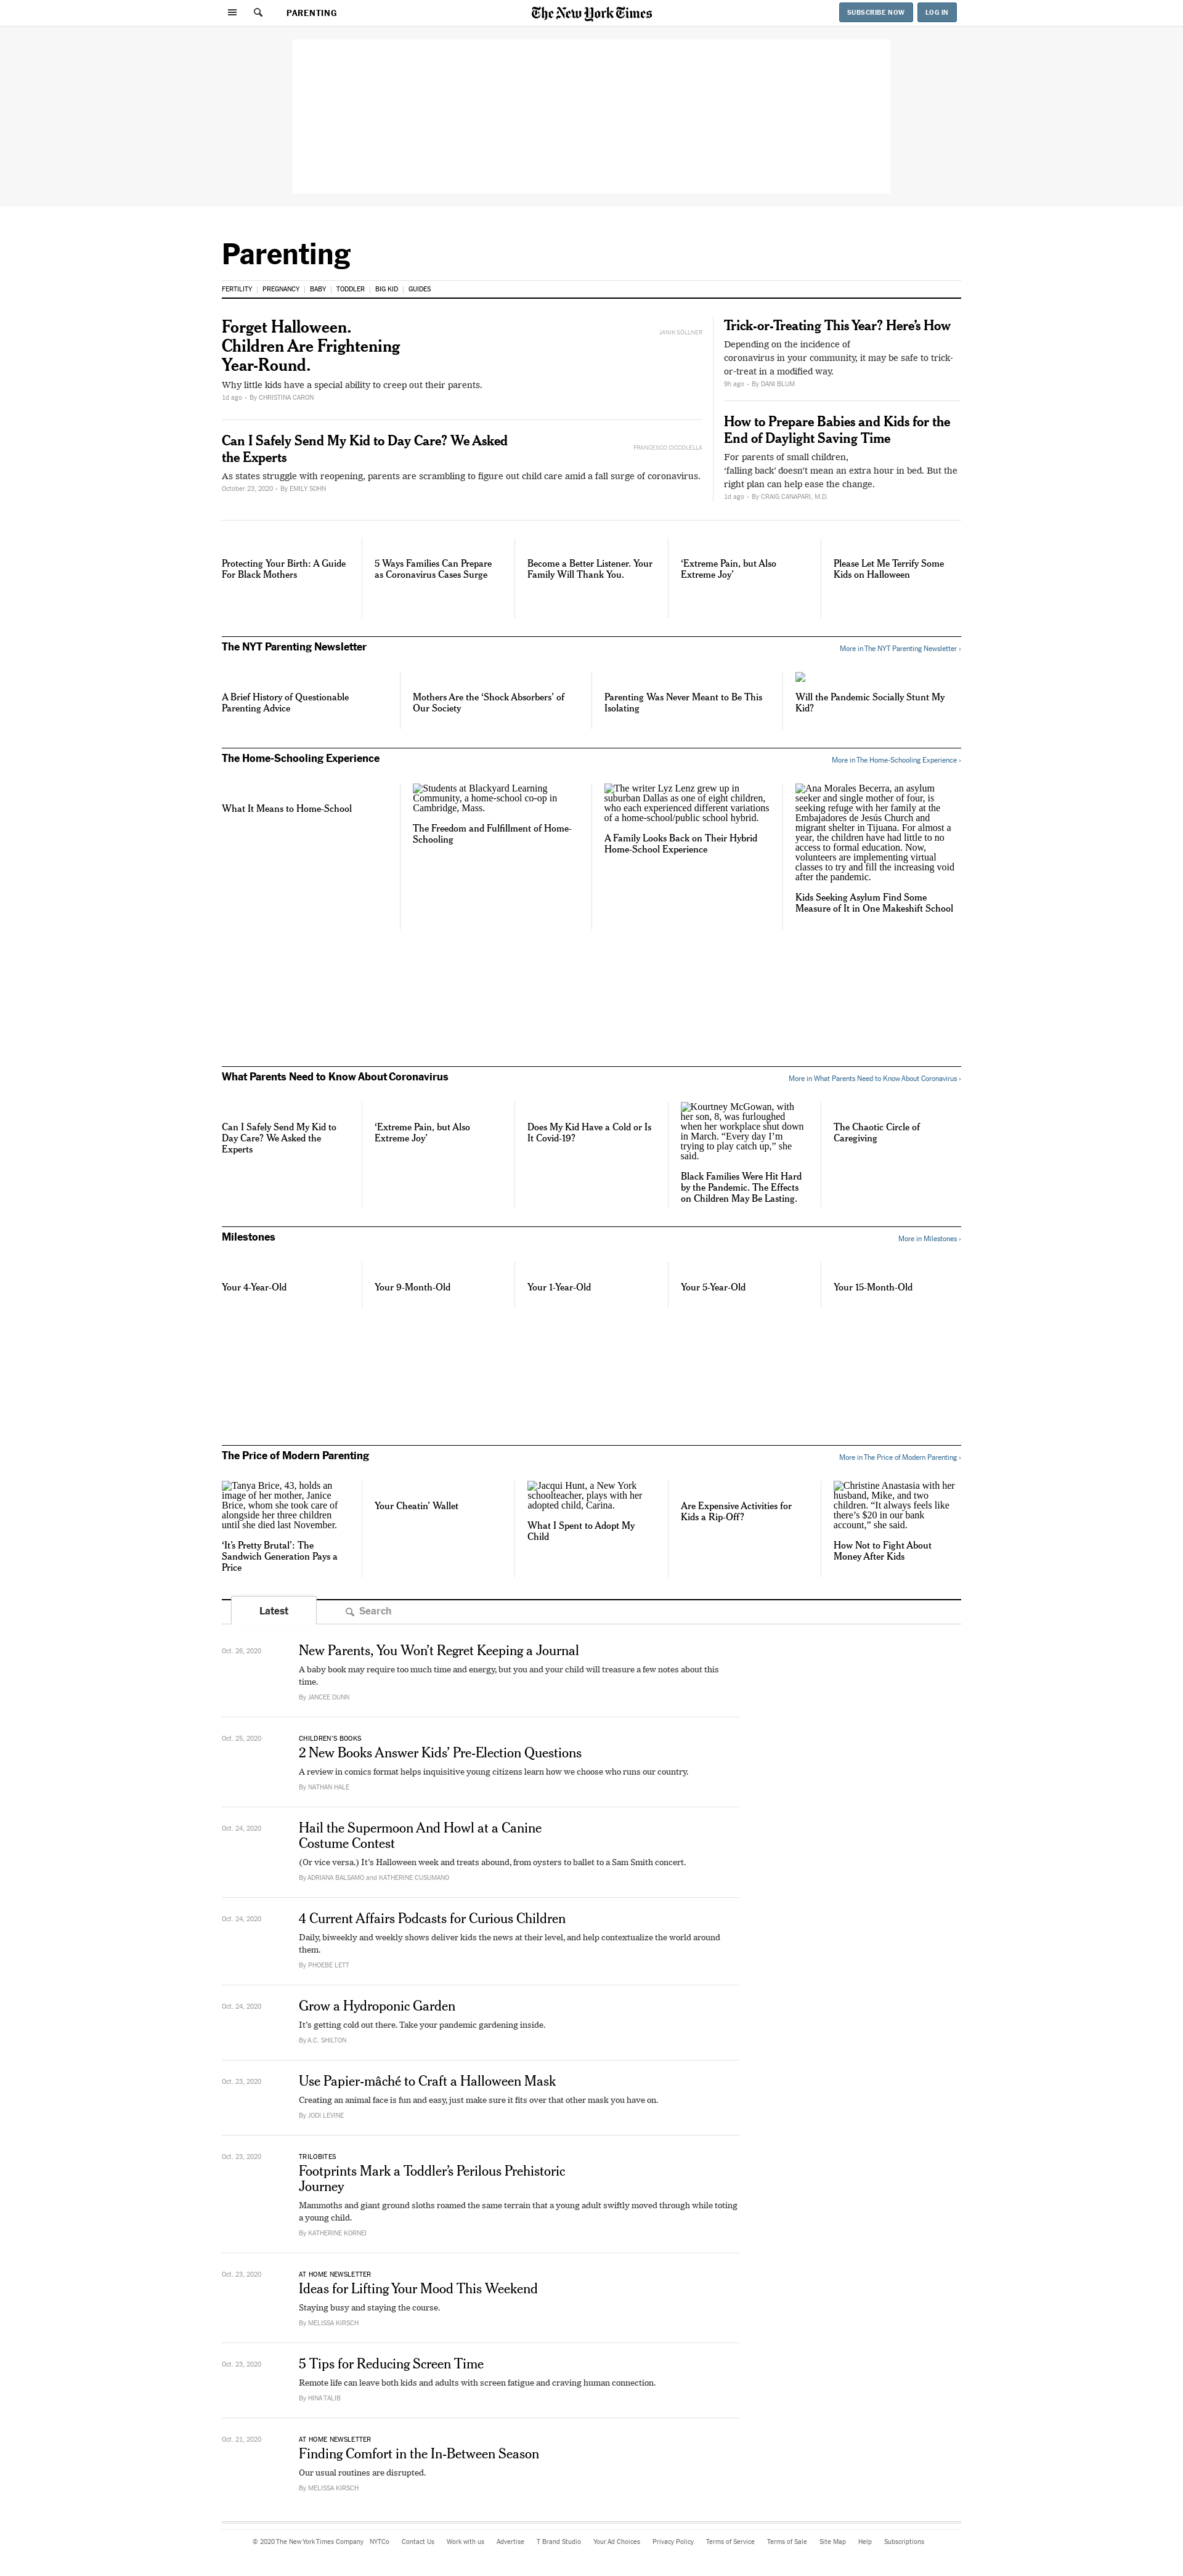 PARENTING
The New York Times
SUBSCRIBE NOW
LOG IN
Parenting
FERTILITY
PREGNANCY
BABY
TODDLER
BIG KID
GUIDES
Forget Halloween.
Children Are Frightening
Year-Round.
Why little kids have a special ability to creep out their parents.
1d ago • By CHRISTINA CARON
JANIK SÖLLNER
Can I Safely Send My Kid to Day Care? We Asked
the Experts
As states struggle with reopening, parents are scrambling to figure out child care amid a fall surge of coronavirus.
October 23, 2020 • By EMILY SOHN
FRANCESCO CICCOLELLA
Trick-or-Treating This Year? Here’s How
Depending on the incidence of
coronavirus in your community, it may be safe to trick-
or-treat in a modified way.
9h ago • By DANI BLUM
How to Prepare Babies and Kids for the
End of Daylight Saving Time
For parents of small children,
‘falling back’ doesn’t mean an extra hour in bed. But the
right plan can help ease the change.
1d ago • By CRAIG CANAPARI, M.D.
Protecting Your Birth: A Guide
For Black Mothers
5 Ways Families Can Prepare
as Coronavirus Cases Surge
Become a Better Listener. Your
Family Will Thank You.
‘Extreme Pain, but Also
Extreme Joy’
Please Let Me Terrify Some
Kids on Halloween
The NYT Parenting Newsletter
More in The NYT Parenting Newsletter ›
A Brief History of Questionable
Parenting Advice
Mothers Are the ‘Shock Absorbers’ of
Our Society
Parenting Was Never Meant to Be This
Isolating
Will the Pandemic Socially Stunt My
Kid?
The Home-Schooling Experience
More in The Home-Schooling Experience ›
What It Means to Home-School
Students at Blackyard Learning
Community, a home-school co-op in
Cambridge, Mass.
The Freedom and Fulfillment of Home-
Schooling
The writer Lyz Lenz grew up in
suburban Dallas as one of eight children,
who each experienced different variations
of a home-school/public school hybrid.
A Family Looks Back on Their Hybrid
Home-School Experience
Ana Morales Becerra, an asylum
seeker and single mother of four, is
seeking refuge with her family at the
Embajadores de Jesús Church and
migrant shelter in Tijuana. For almost a
year, the children have had little to no
access to formal education. Now,
volunteers are implementing virtual
classes to try and fill the increasing void
after the pandemic.
Kids Seeking Asylum Find Some
Measure of It in One Makeshift School
What Parents Need to Know About Coronavirus
More in What Parents Need to Know About Coronavirus ›
Can I Safely Send My Kid to
Day Care? We Asked the
Experts
‘Extreme Pain, but Also
Extreme Joy’
Does My Kid Have a Cold or Is
It Covid-19?
Kourtney McGowan, with
her son, 8, was furloughed
when her workplace shut down
in March. “Every day I’m
trying to play catch up,” she
said.
Black Families Were Hit Hard
by the Pandemic. The Effects
on Children May Be Lasting.
The Chaotic Circle of
Caregiving
Milestones
More in Milestones ›
Your 4-Year-Old
Your 9-Month-Old
Your 1-Year-Old
Your 5-Year-Old
Your 15-Month-Old
The Price of Modern Parenting
More in The Price of Modern Parenting ›
Tanya Brice, 43, holds an
image of her mother, Janice
Brice, whom she took care of
alongside her three children
until she died last November.
‘It’s Pretty Brutal’: The
Sandwich Generation Pays a
Price
Your Cheatin’ Wallet
Jacqui Hunt, a New York
schoolteacher, plays with her
adopted child, Carina.
What I Spent to Adopt My
Child
Are Expensive Activities for
Kids a Rip-Off?
Christine Anastasia with her
husband, Mike, and two
children. “It always feels like
there’s $20 in our bank
account,” she said.
How Not to Fight About
Money After Kids
Latest
Search
Oct. 26, 2020
New Parents, You Won’t Regret Keeping a Journal
A baby book may require too much time and energy, but you and your child will treasure a few notes about this
time.
By JANCEE DUNN
Oct. 25, 2020
CHILDREN’S BOOKS
2 New Books Answer Kids’ Pre-Election Questions
A review in comics format helps inquisitive young citizens learn how we choose who runs our country.
By NATHAN HALE
Oct. 24, 2020
Hail the Supermoon And Howl at a Canine
Costume Contest
(Or vice versa.) It’s Halloween week and treats abound, from oysters to ballet to a Sam Smith concert.
By ADRIANA BALSAMO and KATHERINE CUSUMANO
Oct. 24, 2020
4 Current Affairs Podcasts for Curious Children
Daily, biweekly and weekly shows deliver kids the news at their level, and help contextualize the world around
them.
By PHOEBE LETT
Oct. 24, 2020
Grow a Hydroponic Garden
It’s getting cold out there. Take your pandemic gardening inside.
By A.C. SHILTON
Oct. 23, 2020
Use Papier-mâché to Craft a Halloween Mask
Creating an animal face is fun and easy, just make sure it fits over that other mask you have on.
By JODI LEVINE
Oct. 23, 2020
TRILOBITES
Footprints Mark a Toddler’s Perilous Prehistoric
Journey
Mammoths and giant ground sloths roamed the same terrain that a young adult swiftly moved through while toting
a young child.
By KATHERINE KORNEI
Oct. 23, 2020
AT HOME NEWSLETTER
Ideas for Lifting Your Mood This Weekend
Staying busy and staying the course.
By MELISSA KIRSCH
Oct. 23, 2020
5 Tips for Reducing Screen Time
Remote life can leave both kids and adults with screen fatigue and craving human connection.
By HINA TALIB
Oct. 21, 2020
AT HOME NEWSLETTER
Finding Comfort in the In-Between Season
Our usual routines are disrupted.
By MELISSA KIRSCH
© 2020 The New York Times Company NYTCo Contact Us Work with us Advertise T Brand Studio Your Ad Choices Privacy Policy Terms of Service Terms of Sale Site Map Help Subscriptions